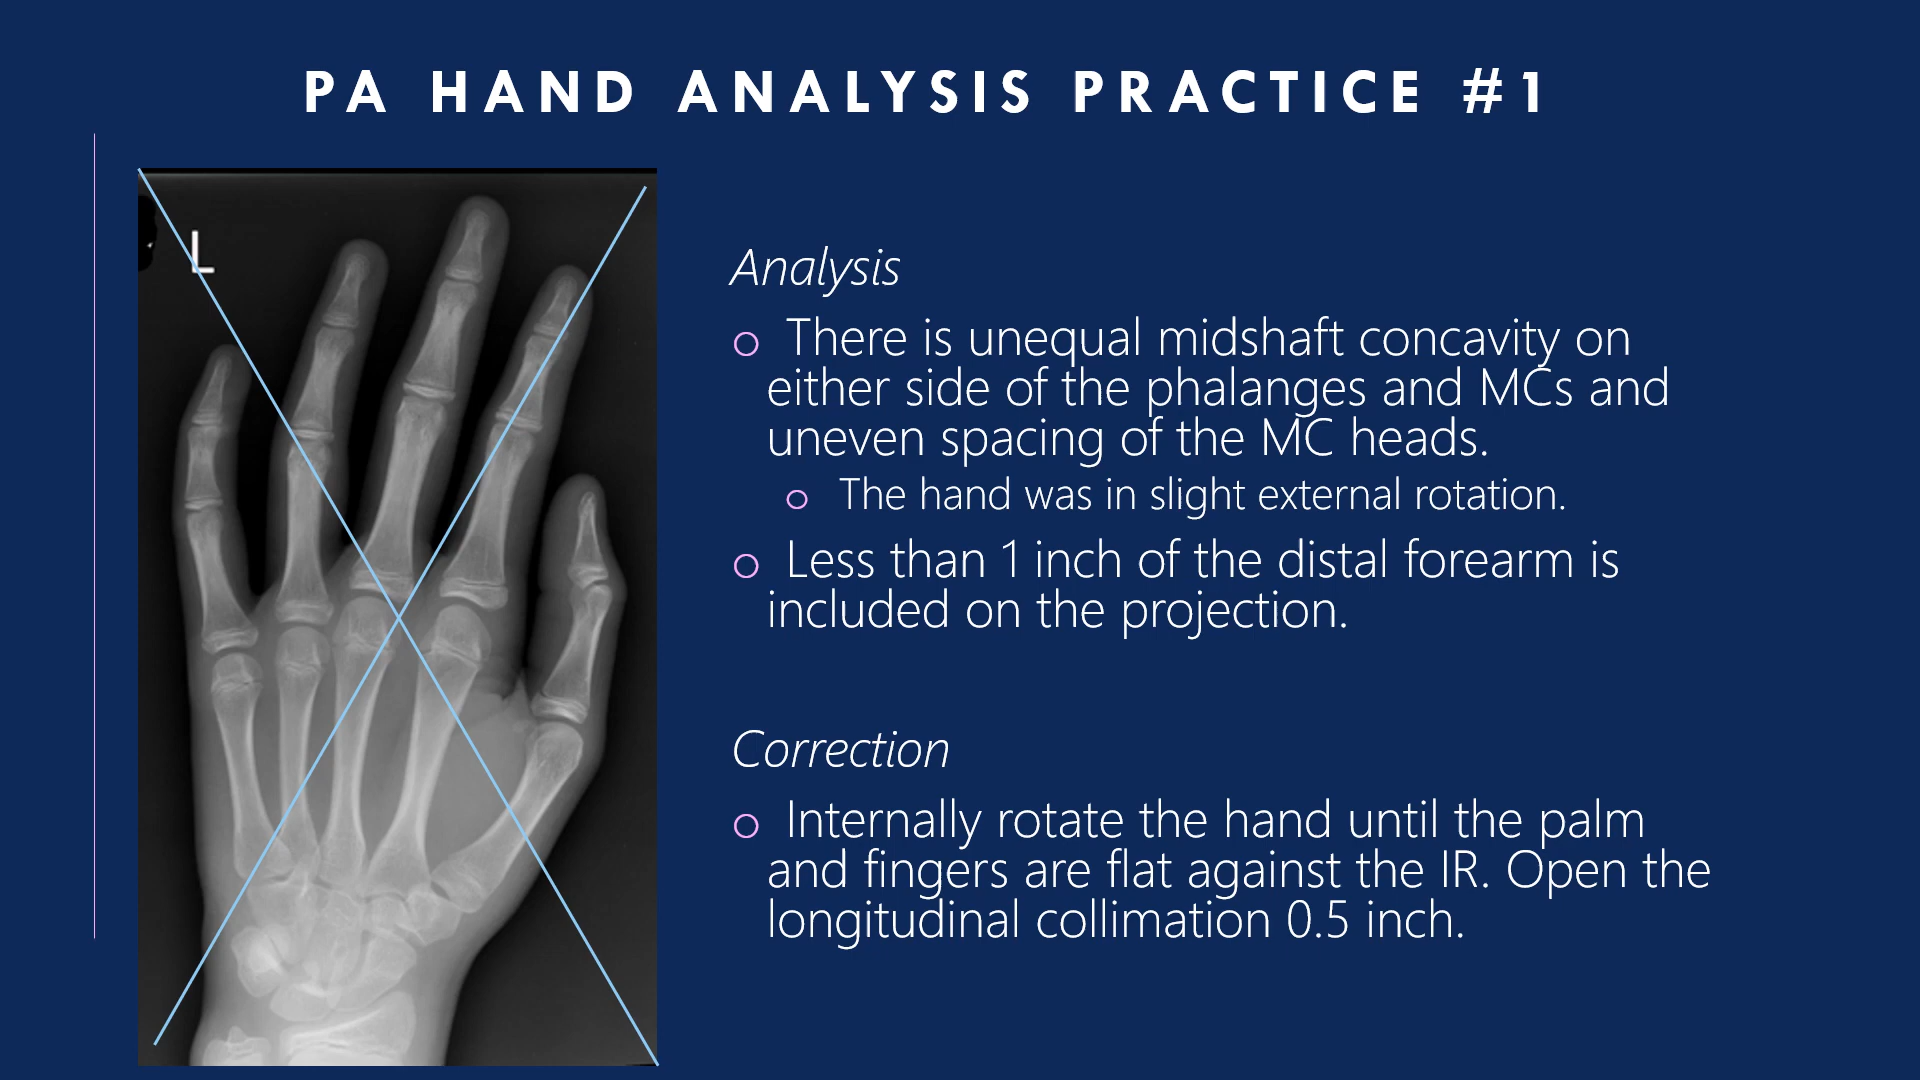 PA HAND ANALYSIS PRACTICE #1
L
Analysis
There is unequal midshaft concavity on
either side of the phalanges and MCs and
uneven spacing of the MC heads.
The hand was in slight external rotation.
Less than 1 inch of the distal forearm is
included on the projection.
Correction
Internally rotate the hand until the palm
and fingers are flat against the IR. Open the
longitudinal collimation 0.5 inch.